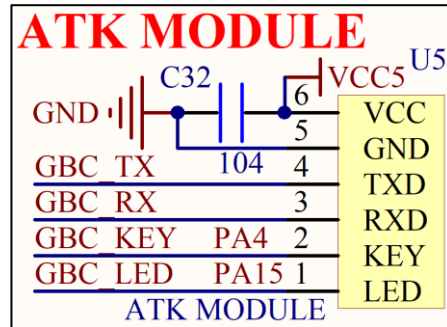 ATK MODULE
C32 VCC5 U5
GND 6 VCC
5 GND
GBC_TX 104 4 TXD
GBC_RX 3 RXD
GBC_KEY PA4 2 KEY
GBC_LED PA15 1 LED
ATK MODULE